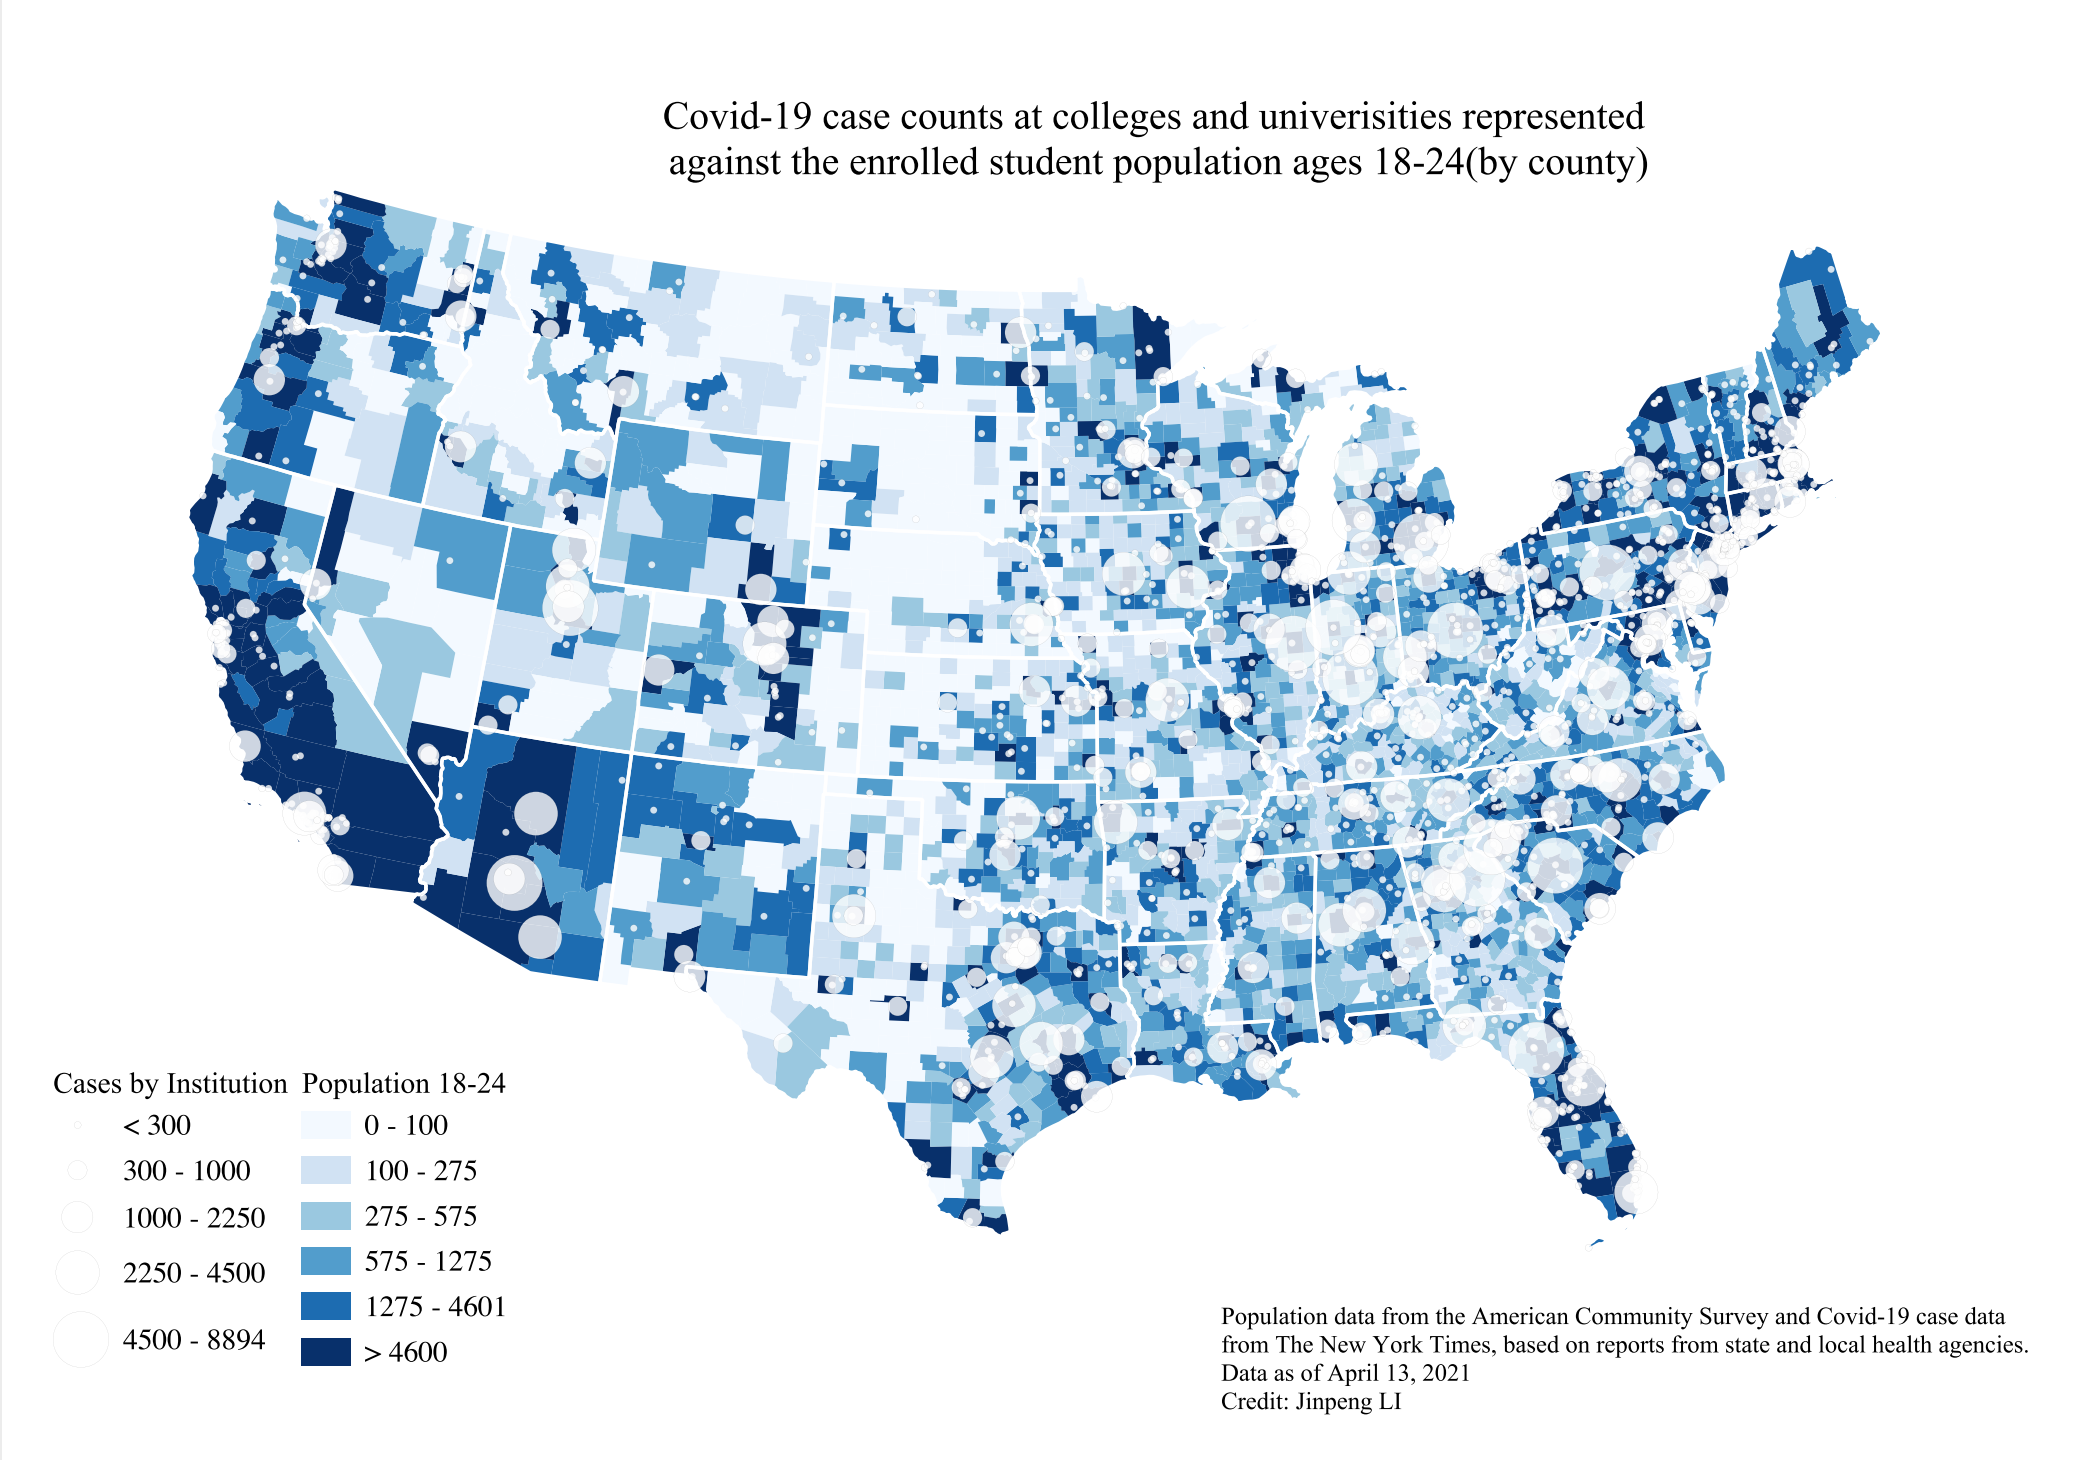 Covid-19 case counts at colleges and univerisities represented
against the enrolled student population ages 18-24(by county)
Cases by Institution
< 300
300 - 1000
1000 - 2250
2250 - 4500
4500 - 8894
Population 18-24
0 - 100
100 - 275
275 - 575
575 - 1275
1275 - 4601
> 4600
Population data from the American Community Survey and Covid-19 case data
from The New York Times, based on reports from state and local health agencies.
Data as of April 13, 2021
Credit: Jinpeng LI